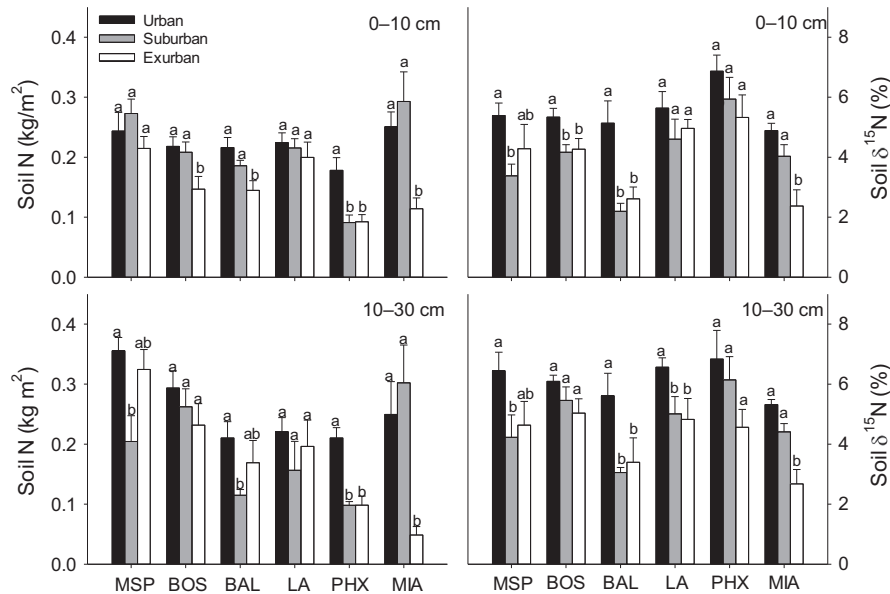 Urban
Suburban
Exurban
0–10 cm
Soil N (kg/m²)
0.4
0.3
0.2
0.1
0.0
a a a
a a b
a a b
a a a
a b b
a a b
0–10 cm
Soil δ ¹⁵N (%)
8
6
4
2
0
a b ab
a b b
a b b
a a a
a a a
a a b
10–30 cm
Soil N (kg m²)
0.4
0.3
0.2
0.1
0.0
a b ab
a a a
a b ab
a a a
a b b
a a b
MSP BOS BAL LA PHX MIA
10–30 cm
Soil δ ¹⁵N (%)
8
6
4
2
0
a b ab
a a a
a b b
a b b
a a a
a a b
MSP BOS BAL LA PHX MIA